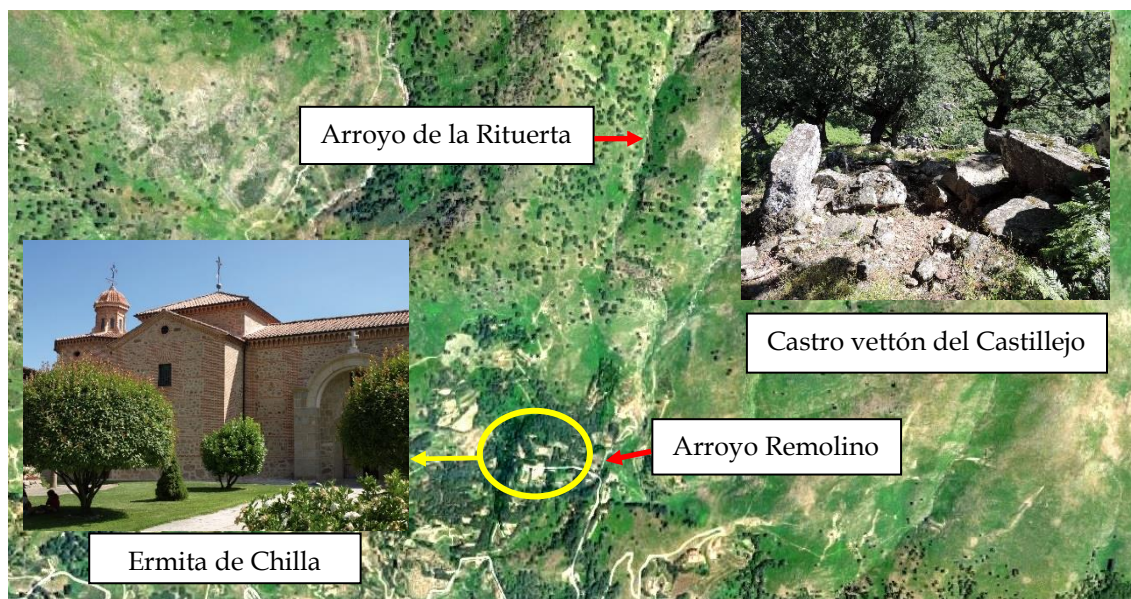 Arroyo de la Rituerta
Castro vettón del Castillejo
Arroyo Remolino
Ermita de Chilla